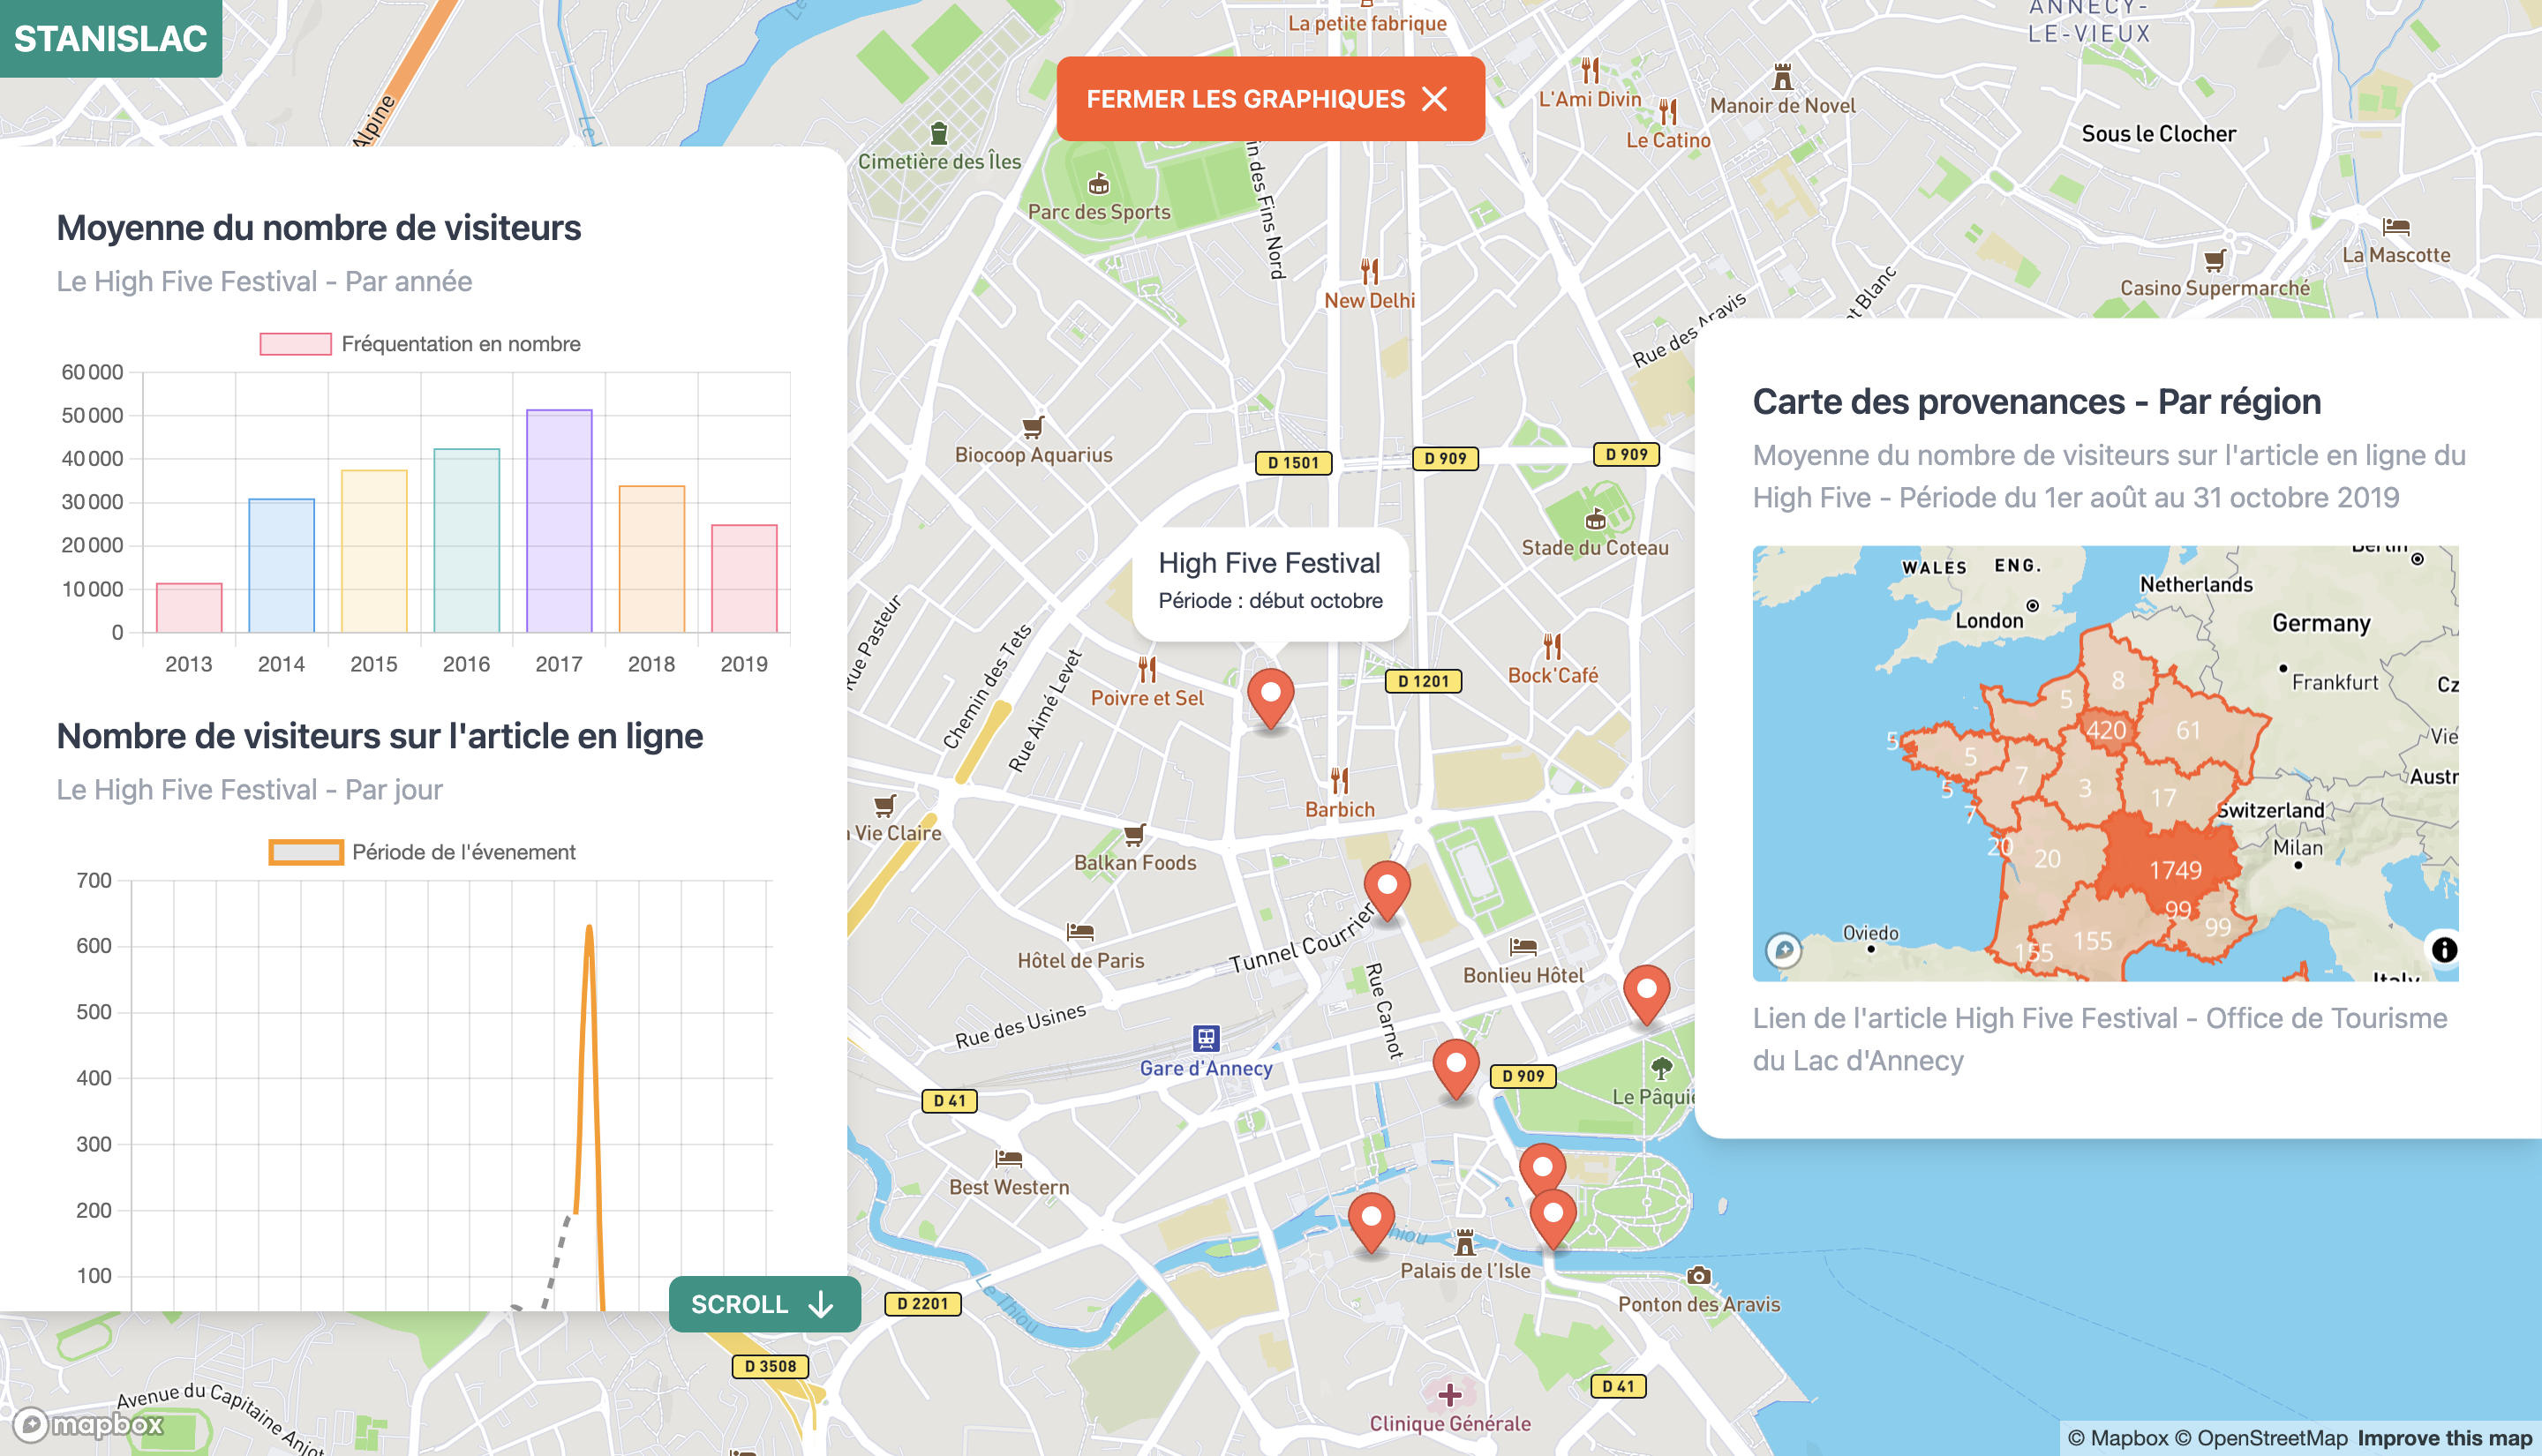 STANISLAC
FERMER LES GRAPHIQUES
Moyenne du nombre de visiteurs
Le High Five Festival - Par année
Fréquentation en nombre
60 000
50 000
40 000
30 000
20 000
10 000
0
2013 2014 2015 2016 2017 2018 2019
Nombre de visiteurs sur l'article en ligne
Le High Five Festival - Par jour
Période de l'évenement
700
600
500
400
300
200
100
SCROLL
La petite fabrique
ANNECY-
LE-VIEUX
Alpine
L'Ami Divin
Manoir de Novel
Le Catino
Sous le Clocher
Cimetière des Îles
Parc des Sports
des Fins Nord
New Delhi
La Mascotte
Casino Supermarché
Rue des Aravis
Blanc
Biocoop Aquarius
D 1501
D 909
D 909
Stade du Coteau
High Five Festival
Période : début octobre
Rue Pasteur
Chemin des Tets
Rue Aimé Levet
Poivre et Sel
D 1201
Bock'Café
Barbich
Vie Claire
Balkan Foods
Hôtel de Paris
Tunnel Courrier
Bonlieu Hôtel
Rue des Usines
Rue Carnot
Gare d'Annecy
D 41
D 909
Le Pâquie
Best Western
Palais de l'Isle
Ponton des Aravis
D 2201
Le Thiou
D 3508
D 41
Avenue du Capitaine Anjot
Clinique Générale
Carte des provenances - Par région
Moyenne du nombre de visiteurs sur l'article en ligne du
High Five - Période du 1er août au 31 octobre 2019
WALES ENG.
Berlin
Netherlands
London
Germany
Frankfurt
Cz
Vie
Austr
Switzerland
Milan
Oviedo
Italy
8
5
420
61
5
5
7
3
5
17
7
20
20
1749
99
99
155
155
Lien de l'article High Five Festival - Office de Tourisme
du Lac d'Annecy
mapbox
© Mapbox © OpenStreetMap Improve this map